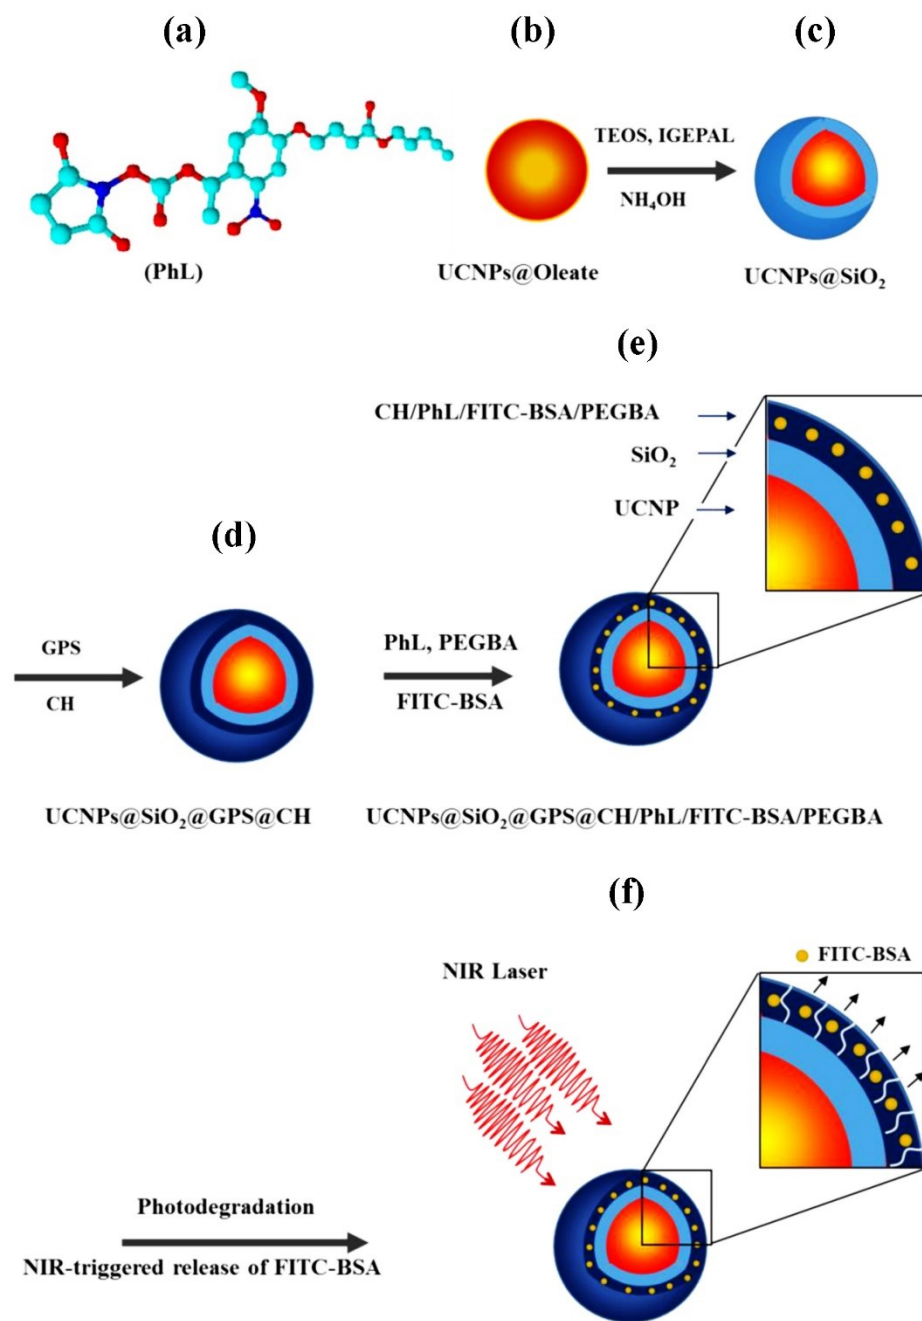 (a)
(b)
(c)
TEOS, IGEPAL
NH₄OH
(PhL)
UCNPs@Oleate
UCNPs@SiO₂
(e)
CH/PhL/FITC-BSA/PEGBA
SiO₂
UCNP
(d)
GPS
CH
PhL, PEGBA
FITC-BSA
UCNPs@SiO₂@GPS@CH
UCNPs@SiO₂@GPS@CH/PhL/FITC-BSA/PEGBA
(f)
FITC-BSA
NIR Laser
Photodegradation
NIR-triggered release of FITC-BSA